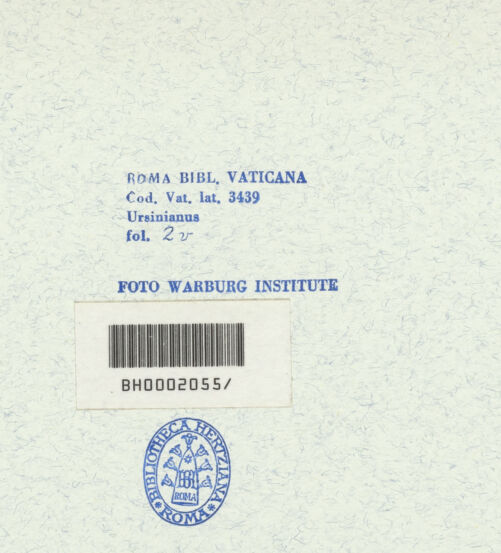 ROMA BIBL. VATICANA
Cod. Vat. lat. 3439
Ursinianus
fol. 2v
FOTO WARBURG INSTITUTE
BH0002055/
BIBLIOTHECA HERTZIANA
ROMA
*ROMA*